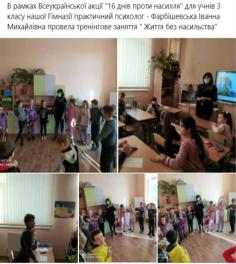 В рамках Всеукраїнської акції "16 днів проти насилля" для учнів 3
класу нашої Гімназії практичний психолог - Фарбішевська Іванна
Михайлівна провела тренінгове заняття " Життя без насильства"